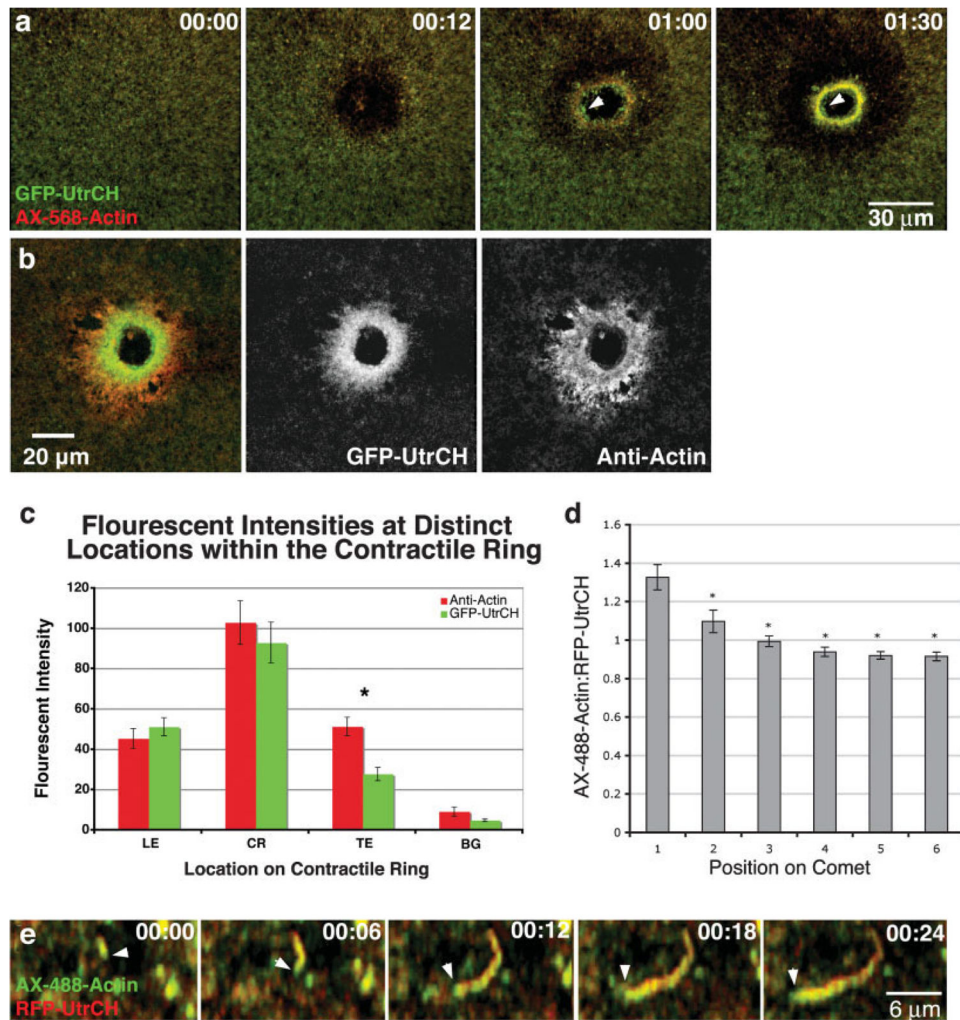 a
00:00
00:12
01:00
01:30
GFP-UtrCH
AX-568-Actin
30 µm
b
20 µm
GFP-UtrCH
Anti-Actin
c
Flourescent Intensities at Distinct
Locations within the Contractile Ring
120
100
80
60
40
20
0
Flourescent Intensity
Anti-Actin
GFP-UtrCH
*
LE
CR
TE
BG
Location on Contractile Ring
d
1.6
1.4
1.2
1
0.8
0.6
0.4
0.2
0
AX-488-Actin:RFP-UtrCH
*
*
*
*
*
1
2
3
4
5
6
Position on Comet
e
00:00
00:06
00:12
00:18
00:24
AX-488-Actin
RFP-UtrCH
6 µm